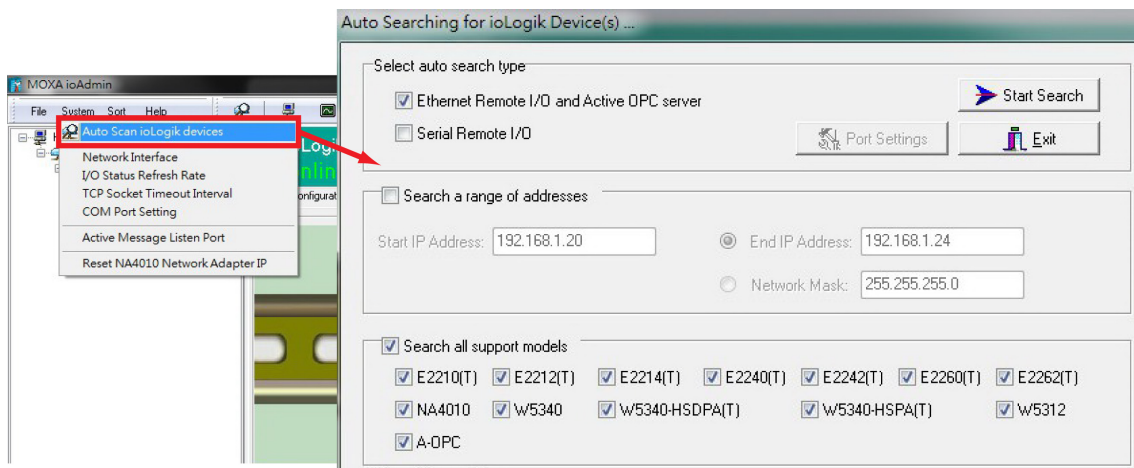 MOXA ioAdmin
File System Sort Help
Auto Scan ioLogik devices
Network Interface
I/O Status Refresh Rate
TCP Socket Timeout Interval
COM Port Setting
Active Message Listen Port
Reset NA4010 Network Adapter IP
Auto Searching for ioLogik Device(s) ...
Select auto search type
Ethernet Remote I/O and Active OPC server
Start Search
Serial Remote I/O
Port Settings
Exit
Search a range of addresses
Start IP Address: 192.168.1.20
End IP Address: 192.168.1.24
Network Mask: 255.255.255.0
Search all support models
E2210(T) E2212(T) E2214(T) E2240(T) E2242(T) E2260(T) E2262(T)
NA4010 W5340 W5340-HSDPA(T) W5340-HSPA(T) W5312
A-OPC